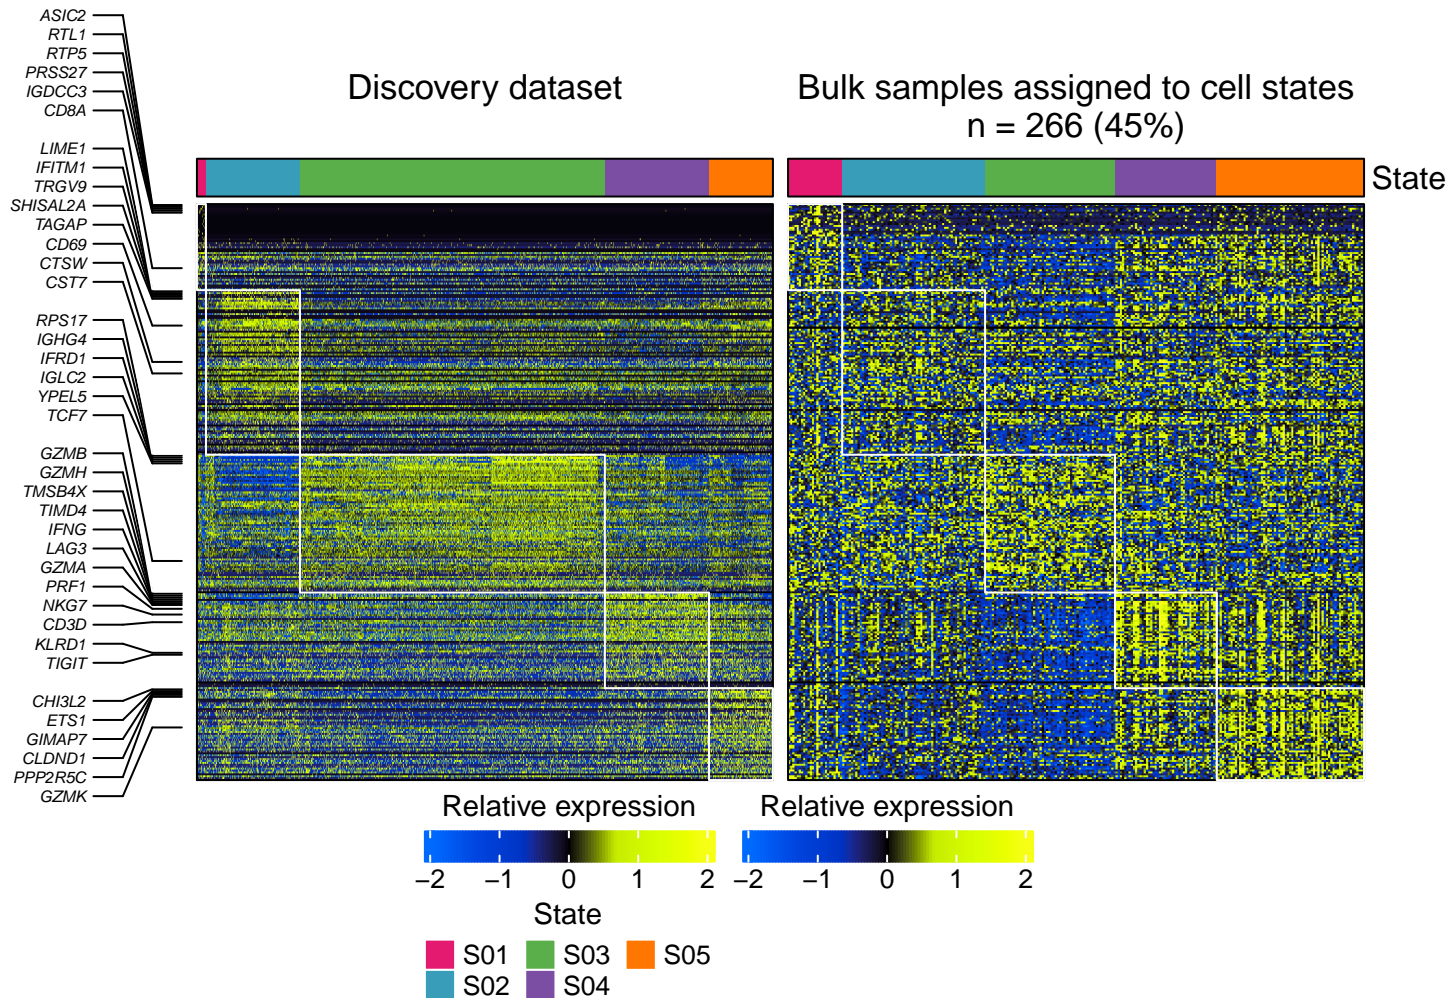 ASIC2
RTL1
RTP5
PRSS27
IGDCC3
CD8A
LIME1
IFITM1
TRGV9
SHISAL2A
TAGAP
CD69
CTSW
CST7
RPS17
IGHG4
IFRD1
IGLC2
YPEL5
TCF7
GZMB
GZMH
TMSB4X
TIMD4
IFNG
LAG3
GZMA
PRF1
NKG7
CD3D
KLRD1
TIGIT
CHI3L2
ETS1
GIMAP7
CLDND1
PPP2R5C
GZMK
Discovery dataset
Bulk samples assigned to cell states
n = 266 (45%)
State
Relative expression
−2 −1 0 1 2
Relative expression
−2 −1 0 1 2
State
S01 S03 S05
S02 S04